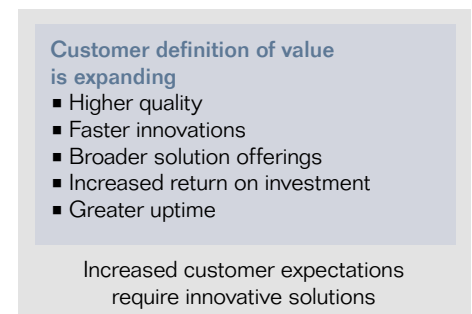 Customer definition of value
is expanding
▪ Higher quality
▪ Faster innovations
▪ Broader solution offerings
▪ Increased return on investment
▪ Greater uptime
Increased customer expectations
require innovative solutions